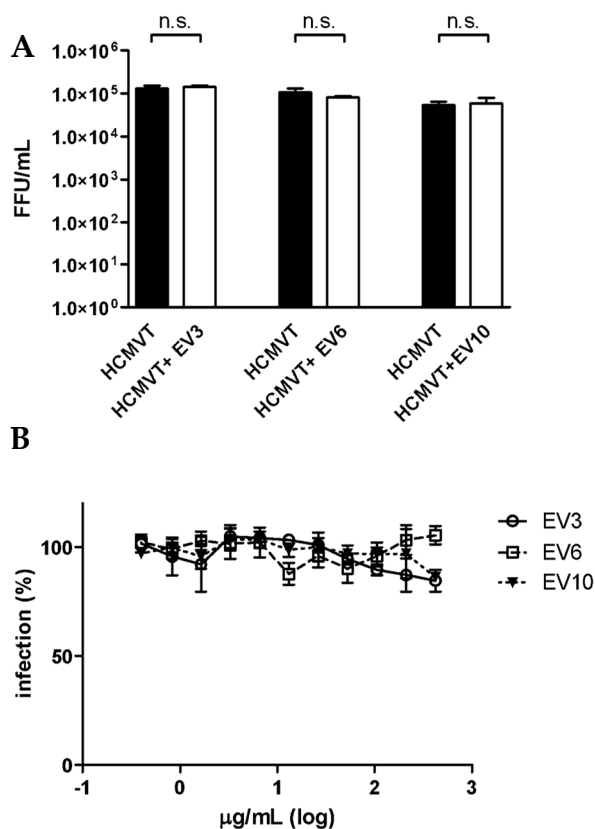 A
n.s. n.s. n.s.
1.0×10⁶
1.0×10⁵
1.0×10⁴
1.0×10³
1.0×10²
1.0×10¹
1.0×10⁰
FFU/mL
HCMVT
HCMVT+ EV3
HCMVT
HCMVT+ EV6
HCMVT
HCMVT+EV10
B
EV3
EV6
EV10
100
50
0
infection (%)
-1 0 1 2 3
µg/mL (log)